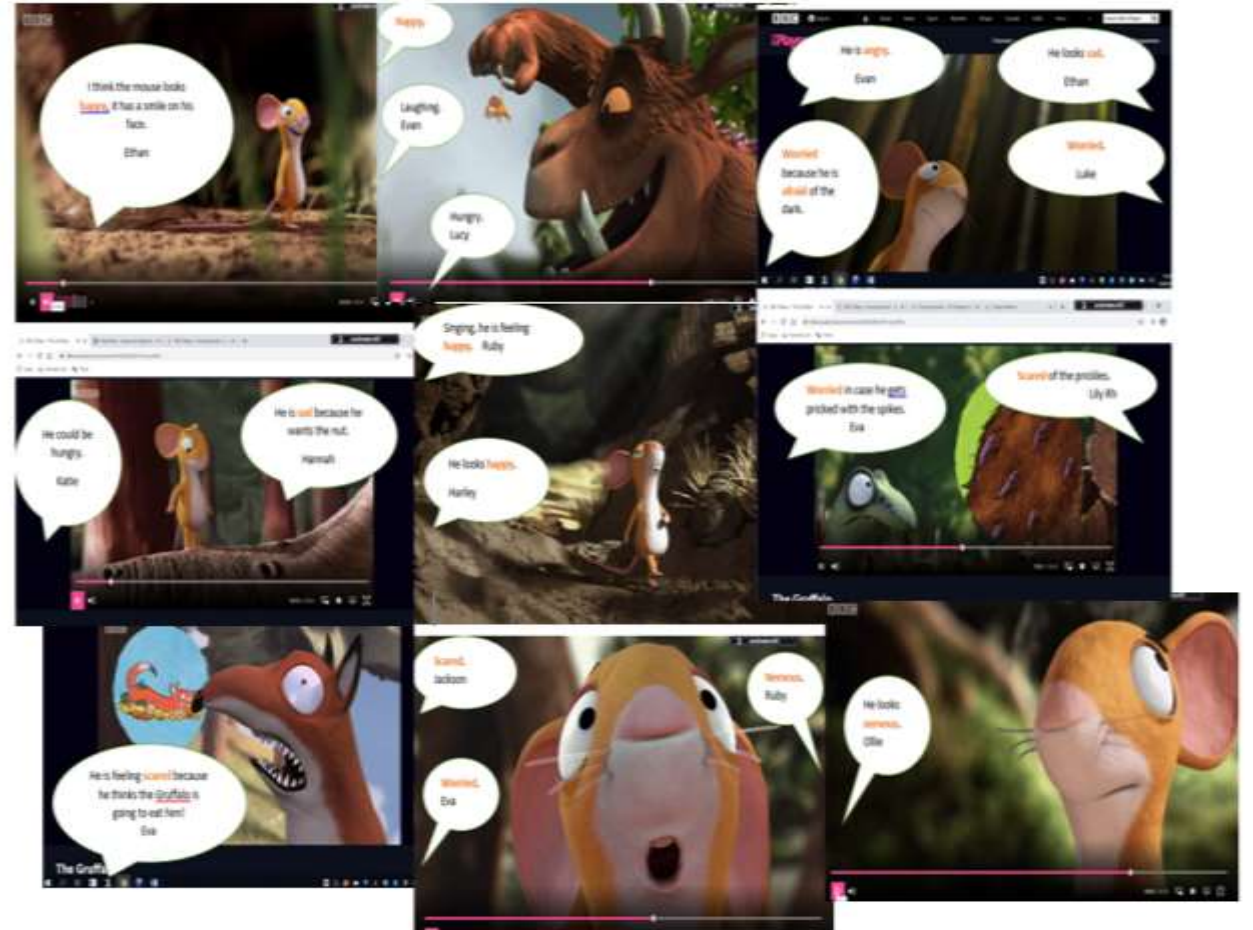 BBC
I think the mouse looks
happy, it has a smile on his
face.
Ethan
Happy.
Laughing.
Evan
Hungry.
Lucy
BBC
He is angry.
Evan
He looks sad.
Ethan
Worried
because he is
afraid of the
dark.
Worried.
Luke
He could be
hungry.
Katie
He is sad because he
wants the nut.
Hannah
Singing, he is feeling
happy. Ruby
He looks happy.
Harley
Worried in case he gets
pricked with the spikes.
Eva
Scared of the prickles.
Lily Rh
The Gruffalo
He is feeling scared because
he thinks the Gruffalo is
going to eat him!
Eva
The Gruffa
Scared.
Jackson
Nervous.
Ruby
Worried.
Eva
BBC
He looks
nervous.
Ollie